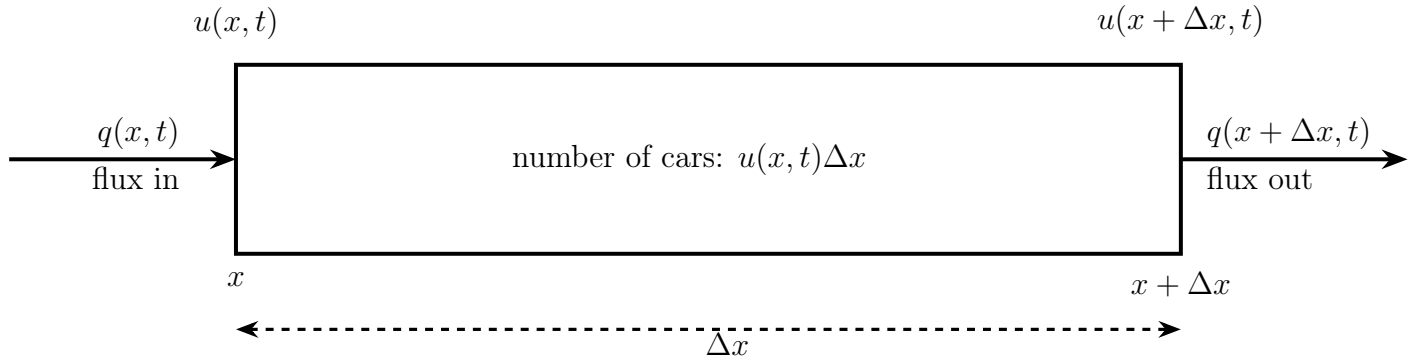 u(x, t)
u(x + Δx, t)
q(x, t)
flux in
number of cars: u(x, t)Δx
q(x + Δx, t)
flux out
x
x + Δx
Δx